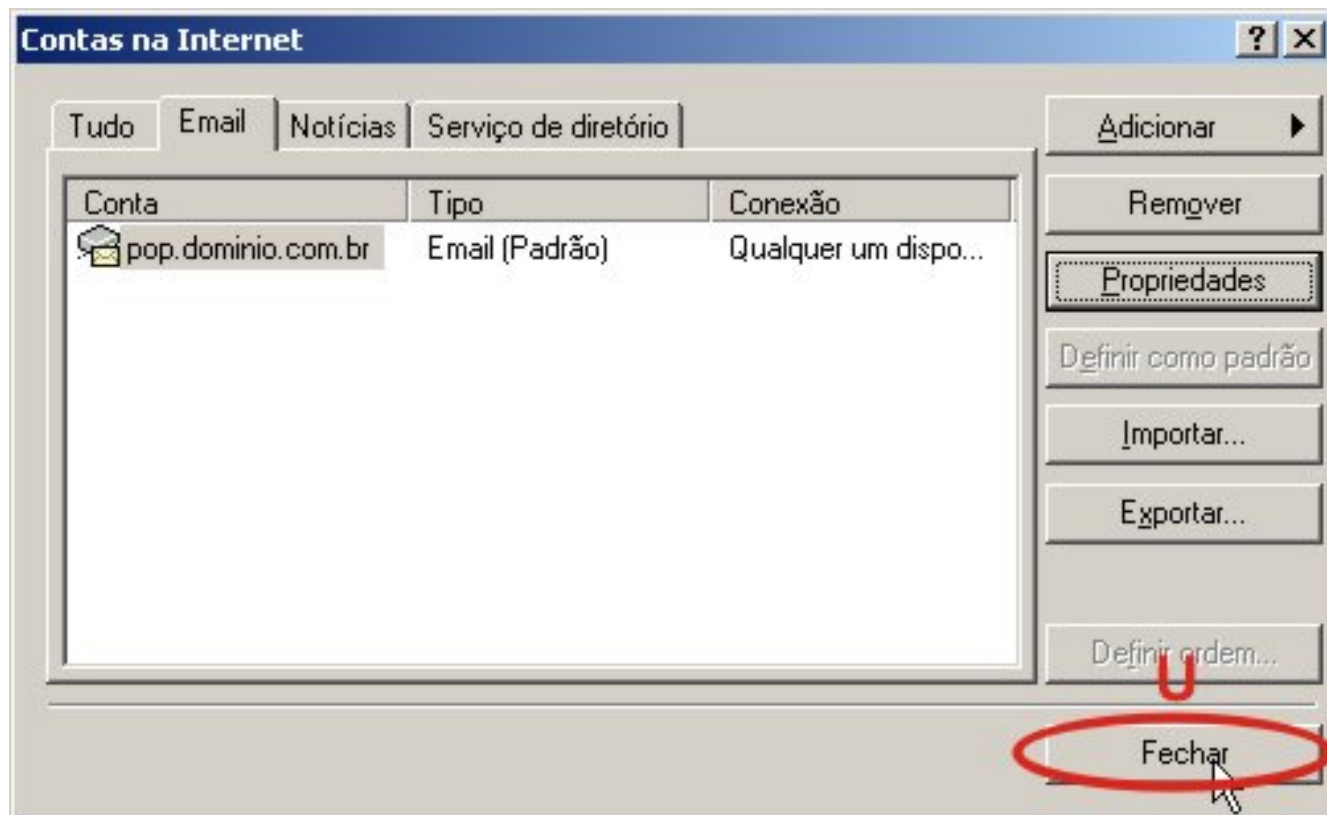 Contas na Internet
Tudo
Email
Notícias
Serviço de diretório
Conta Tipo Conexão
pop.dominio.com.br Email (Padrão) Qualquer um dispo...
Adicionar
Remover
Propriedades
Definir como padrão
Importar...
Exportar...
Definir ordem...
U
Fechar